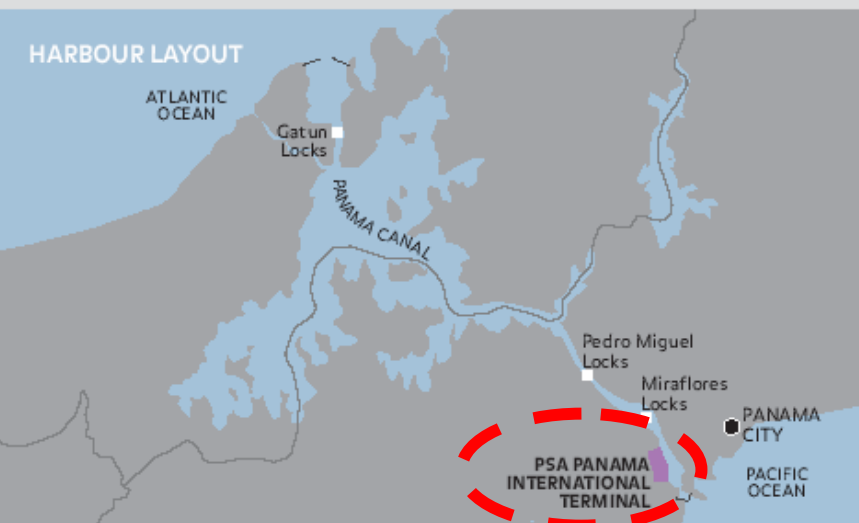 HARBOUR LAYOUT
ATLANTIC
OCEAN
Gatun
Locks
PANAMA CANAL
Pedro Miguel
Locks
Miraflores
Locks
PANAMA
CITY
PSA PANAMA
INTERNATIONAL
TERMINAL
PACIFIC
OCEAN